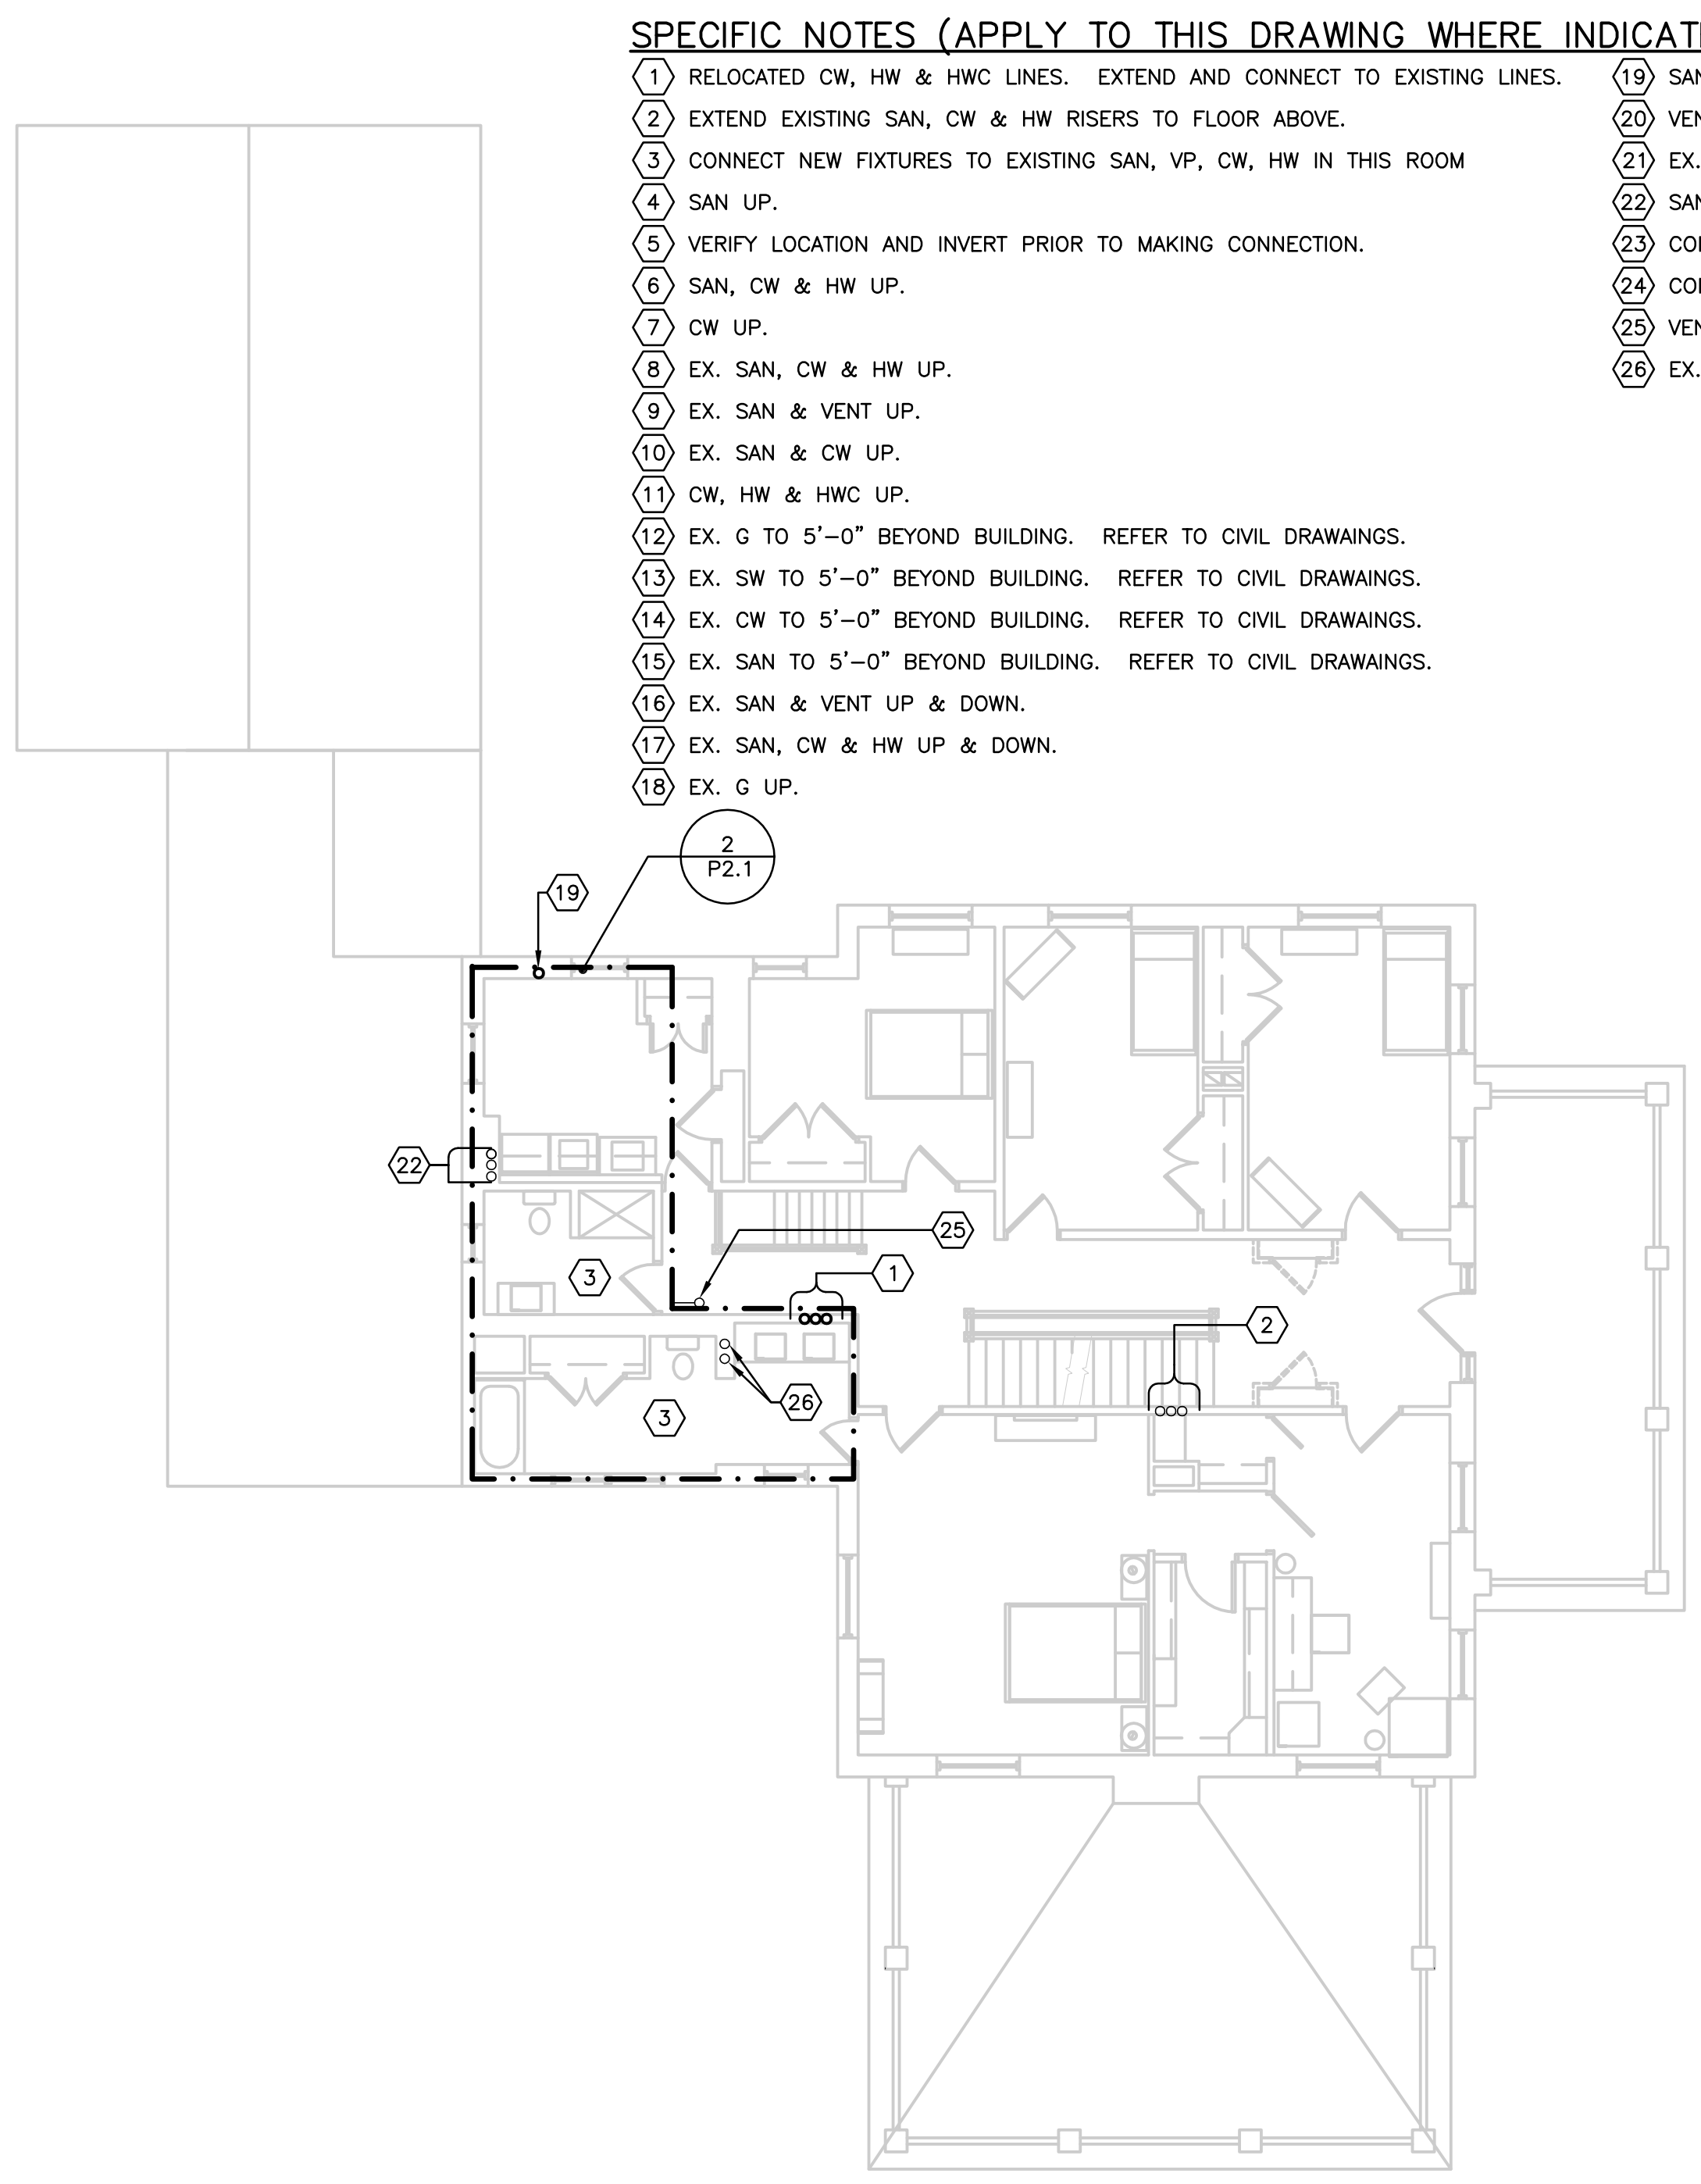 SPECIFIC NOTES (APPLY TO THIS DRAWING WHERE
1 RELOCATED CW, HW & HWC LINES. EXTEND AND CONNECT TO EXISTING LINES.
2 EXTEND EXISTING SAN, CW & HW RISERS TO FLOOR ABOVE.
3 CONNECT NEW FIXTURES TO EXISTING SAN, VP, CW, HW IN THIS ROOM
4 SAN UP.
5 VERIFY LOCATION AND INVERT PRIOR TO MAKING CONNECTION.
6 SAN, CW & HW UP.
7 CW UP.
8 EX. SAN, CW & HW UP.
9 EX. SAN & VENT UP.
10 EX. SAN & CW UP.
11 CW, HW & HWC UP.
12 EX. G TO 5'-0" BEYOND BUILDING. REFER TO CIVIL DRAWAINGS.
13 EX. SW TO 5'-0" BEYOND BUILDING. REFER TO CIVIL DRAWAINGS.
14 EX. CW TO 5'-0" BEYOND BUILDING. REFER TO CIVIL DRAWAINGS.
15 EX. SAN TO 5'-0" BEYOND BUILDING. REFER TO CIVIL DRAWAINGS.
16 EX. SAN & VENT UP & DOWN.
17 EX. SAN, CW & HW UP & DOWN.
18 EX. G UP.
19
20
21 EX.
22
23
24
25
26 EX.
2
P2.1
19
22
25
3
1
2
26
3